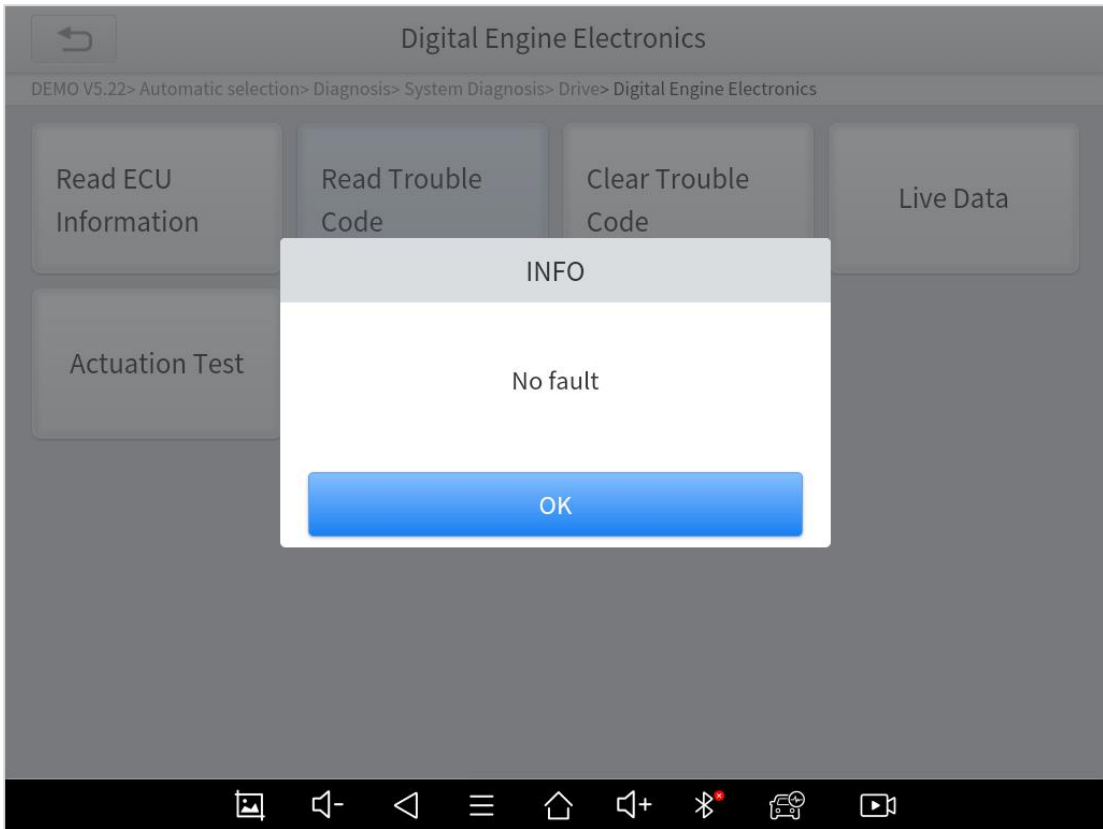 Digital Engine Electronics
DEMO V5.22> Automatic selection> Diagnosis> System Diagnosis> Drive> Digital Engine Electronics
Read ECU
Information
Read Trouble
Code
Clear Trouble
Code
Live Data
Actuation Test
INFO
No fault
OK